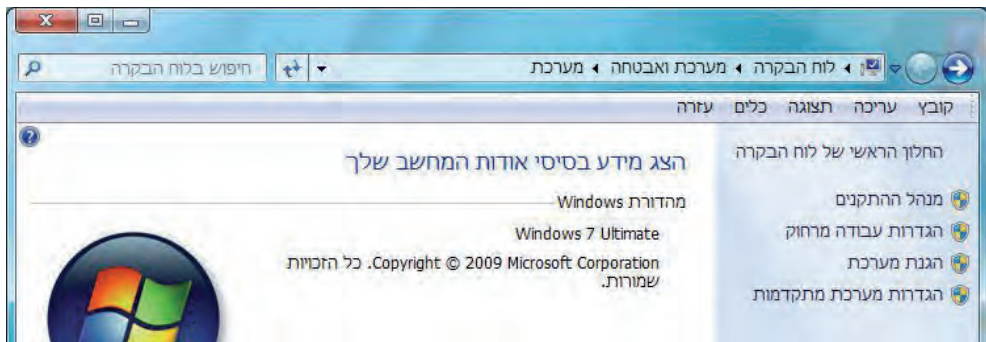 לוח הבקרה ‏◂ מערכת ואבטחה ‏◂ מערכת
חיפוש בלוח הבקרה
קובץ עריכה תצוגה כלים עזרה
החלון הראשי של לוח הבקרה
מנהל ההתקנים
הגדרות עבודה מרחוק
הגנת מערכת
הגדרות מערכת מתקדמות
הצג מידע בסיסי אודות המחשב שלך
מהדורת Windows
Windows 7 Ultimate
Copyright © 2009 Microsoft Corporation. כל הזכויות
שמורות.